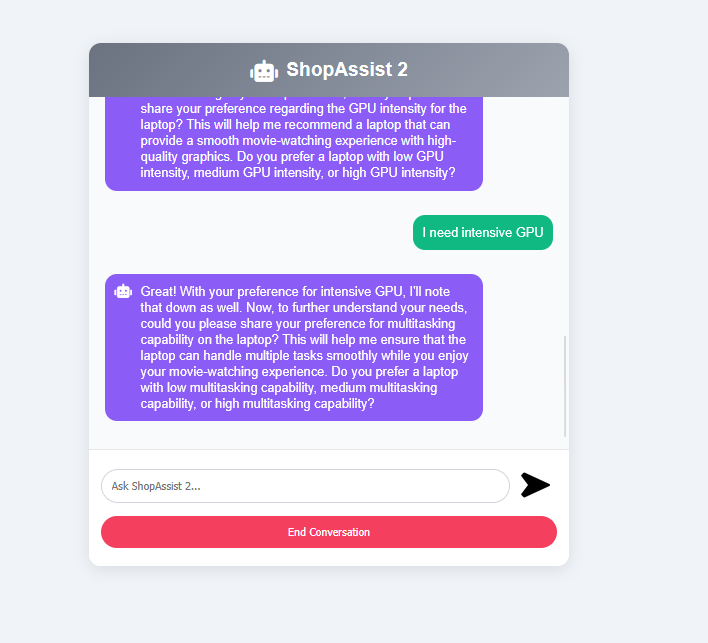 ShopAssist 2
share your preference regarding the GPU intensity for the
laptop? This will help me recommend a laptop that can
provide a smooth movie-watching experience with high-
quality graphics. Do you prefer a laptop with low GPU
intensity, medium GPU intensity, or high GPU intensity?
I need intensive GPU
Great! With your preference for intensive GPU, I'll note
that down as well. Now, to further understand your needs,
could you please share your preference for multitasking
capability on the laptop? This will help me ensure that the
laptop can handle multiple tasks smoothly while you enjoy
your movie-watching experience. Do you prefer a laptop
with low multitasking capability, medium multitasking
capability, or high multitasking capability?
Ask ShopAssist 2...
End Conversation